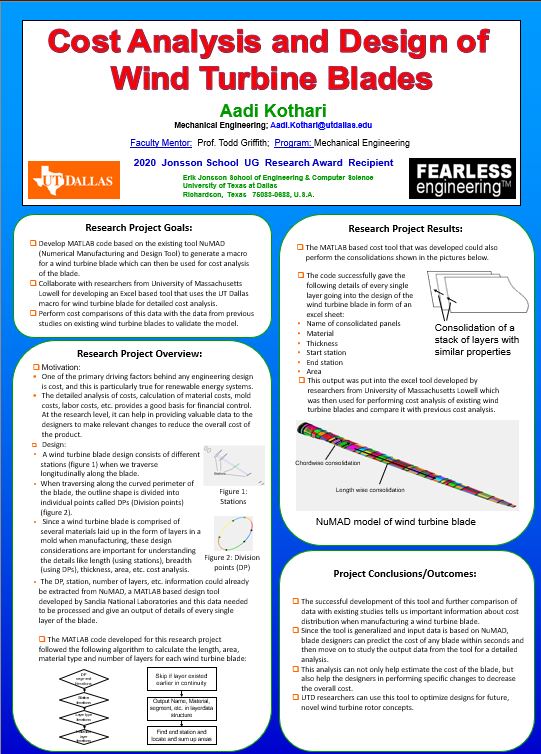 Cost Analysis and Design of
Wind Turbine Blades
Aadi Kothari
Mechanical Engineering; Aadi.Kothari@utdallas.edu
Faculty Mentor: Prof. Todd Griffith; Program: Mechanical Engineering
2020 Jonsson School UG Research Award Recipient
Erik Jonsson School of Engineering & Computer Science
University of Texas at Dallas
Richardson, Texas 75083-0688, U.S.A.
UT DALLAS
FEARLESS
engineering™
Research Project Goals:
Develop MATLAB code based on the existing tool NuMAD
(Numerical Manufacturing and Design Tool) to generate a macro
for a wind turbine blade which can then be used for cost analysis
of the blade.
Collaborate with researchers from University of Massachusetts
Lowell for developing an Excel based tool that uses the UT Dallas
macro for wind turbine blade for detailed cost analysis.
Perform cost comparisons of this data with the data from previous
studies on existing wind turbine blades to validate the model.
Research Project Overview:
Motivation:
• One of the primary driving factors behind any engineering design
is cost, and this is particularly true for renewable energy systems.
• The detailed analysis of costs, calculation of material costs, mold
costs, labor costs, etc. provides a good basis for financial control.
At the research level, it can help in providing valuable data to the
designers to make relevant changes to reduce the overall cost of
the product.
Design:
• A wind turbine blade design consists of different
stations (figure 1) when we traverse
longitudinally along the blade.
• When traversing along the curved perimeter of
the blade, the outline shape is divided into
individual points called DPs (Division points)
(figure 2).
• Since a wind turbine blade is comprised of
several materials laid up in the form of layers in a
mold when manufacturing, these design
considerations are important for understanding
the details like length (using stations), breadth
(using DPs), thickness, area, etc. cost analysis.
Figure 1:
Stations
Figure 2: Division
points (DP)
• The DP, station, number of layers, etc. information could already
be extracted from NuMAD, a MATLAB based design tool
developed by Sandia National Laboratories and this data needed
to be processed and give an output of details of every single
layer of the blade.
The MATLAB code developed for this research project
followed the following algorithm to calculate the length, area,
material type and number of layers for each wind turbine blade:
Skip if layer existed
earlier in continuity
Output Name, Material,
segment, etc. in layerdata
structure
Find end station and
locate and sum up areas
Research Project Results:
The MATLAB based cost tool that was developed could also
perform the consolidations shown in the pictures below.
The code successfully gave the
following details of every single
layer going into the design of the
wind turbine blade in form of an
excel sheet:
• Name of consolidated panels
• Material
• Thickness
• Start station
• End station
• Area
Consolidation of a
stack of layers with
similar properties
This output was put into the excel tool developed by
researchers from University of Massachusetts Lowell which
was then used for performing cost analysis of existing wind
turbine blades and compare it with previous cost analysis.
Chordwise consolidation
Length wise consolidation
NuMAD model of wind turbine blade
Project Conclusions/Outcomes:
The successful development of this tool and further comparison of
data with existing studies tells us important information about cost
distribution when manufacturing a wind turbine blade.
Since the tool is generalized and input data is based on NuMAD,
blade designers can predict the cost of any blade within seconds and
then move on to study the output data from the tool for a detailed
analysis.
This analysis can not only help estimate the cost of the blade, but
also help the designers in performing specific changes to decrease
the overall cost.
UTD researchers can use this tool to optimize designs for future,
novel wind turbine rotor concepts.